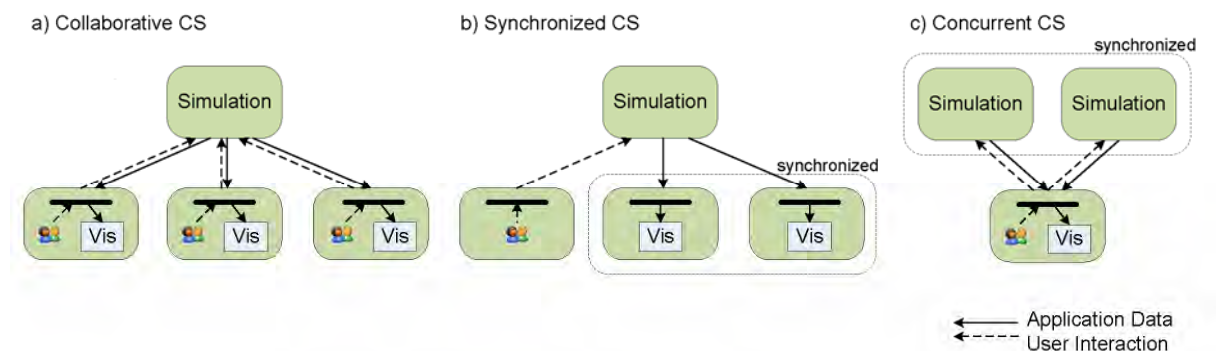 a) Collaborative CS
b) Synchronized CS
c) Concurrent CS
synchronized
Simulation
Simulation
Simulation
Simulation
synchronized
Vis
Vis
Vis
Vis
Vis
Vis
Application Data
User Interaction